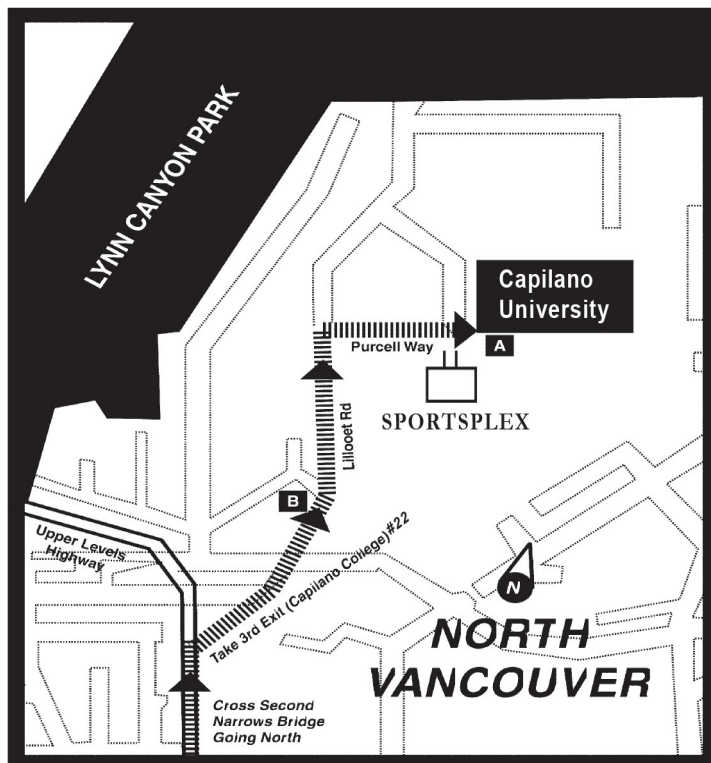 LYNN CANYON PARK
Capilano
University
Purcell Way
A
SPORTSPLEX
Lillooet Rd
B
Upper Levels
Highway
Take 3rd Exit (Capilano College)#22
N
NORTH
VANCOUVER
Cross Second
Narrows Bridge
Going North